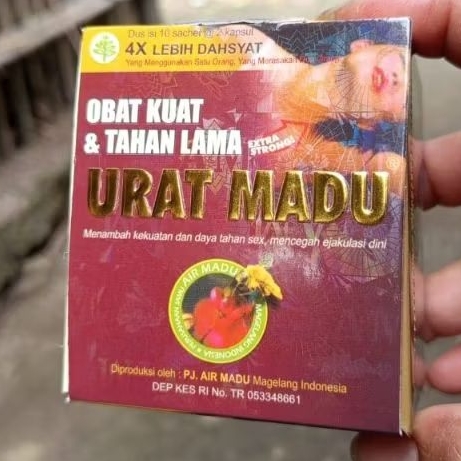 Dus isi 10 sachet @ 2 kapsul
4X LEBIH DAHSYAT
Yang Menggunakan Satu Orang, Yang Merasakan
OBAT KUAT
& TAHAN LAMA
EXTRA
STRONG!
URAT MADU
Menambah kekuatan dan daya tahan sex, mencegah ejakulasi dini
AIR MADU
MAGELANG INDONESIA
Diproduksi oleh : PJ. AIR MADU Magelang Indonesia
DEP KES RI No. TR 053348661